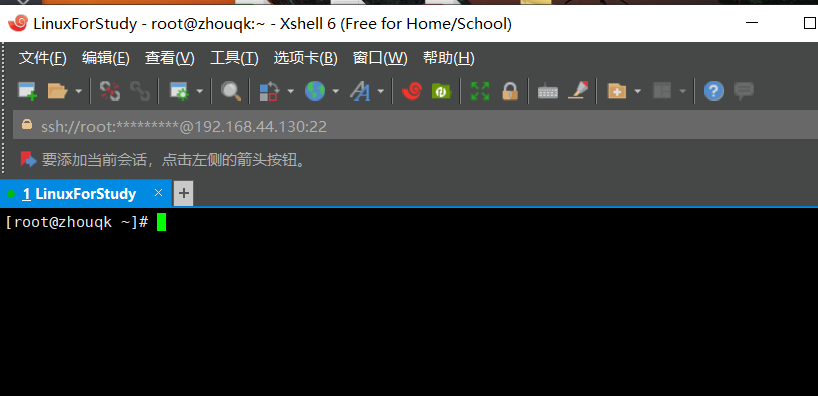 LinuxForStudy - root@zhouqk:~ - Xshell 6 (Free for Home/School)
文件(F) 编辑(E) 查看(V) 工具(T) 选项卡(B) 窗口(W) 帮助(H)
ssh://root:*********@192.168.44.130:22
要添加当前会话，点击左侧的箭头按钮。
1 LinuxForStudy × +
[root@zhouqk ~]#